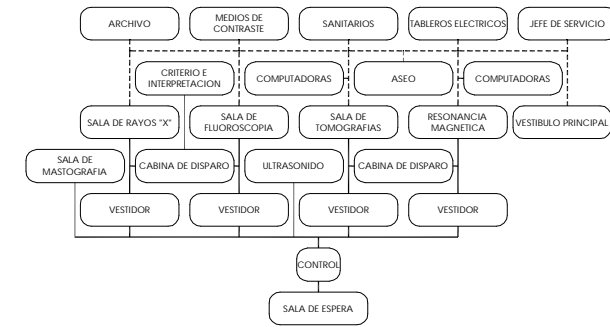 ARCHIVO
MEDIOS DE
CONTRASTE
SANITARIOS
TABLEROS ELECTRICOS
JEFE DE SERVICIO
CRITERIO E
INTERPRETACION
COMPUTADORAS
ASEO
COMPUTADORAS
SALA DE RAYOS "X"
SALA DE
FLUOROSCOPIA
SALA DE
TOMOGRAFIAS
RESONANCIA
MAGNETICA
VESTIBULO PRINCIPAL
SALA DE
MASTOGRAFIA
CABINA DE DISPARO
ULTRASONIDO
CABINA DE DISPARO
VESTIDOR
VESTIDOR
VESTIDOR
VESTIDOR
CONTROL
SALA DE ESPERA